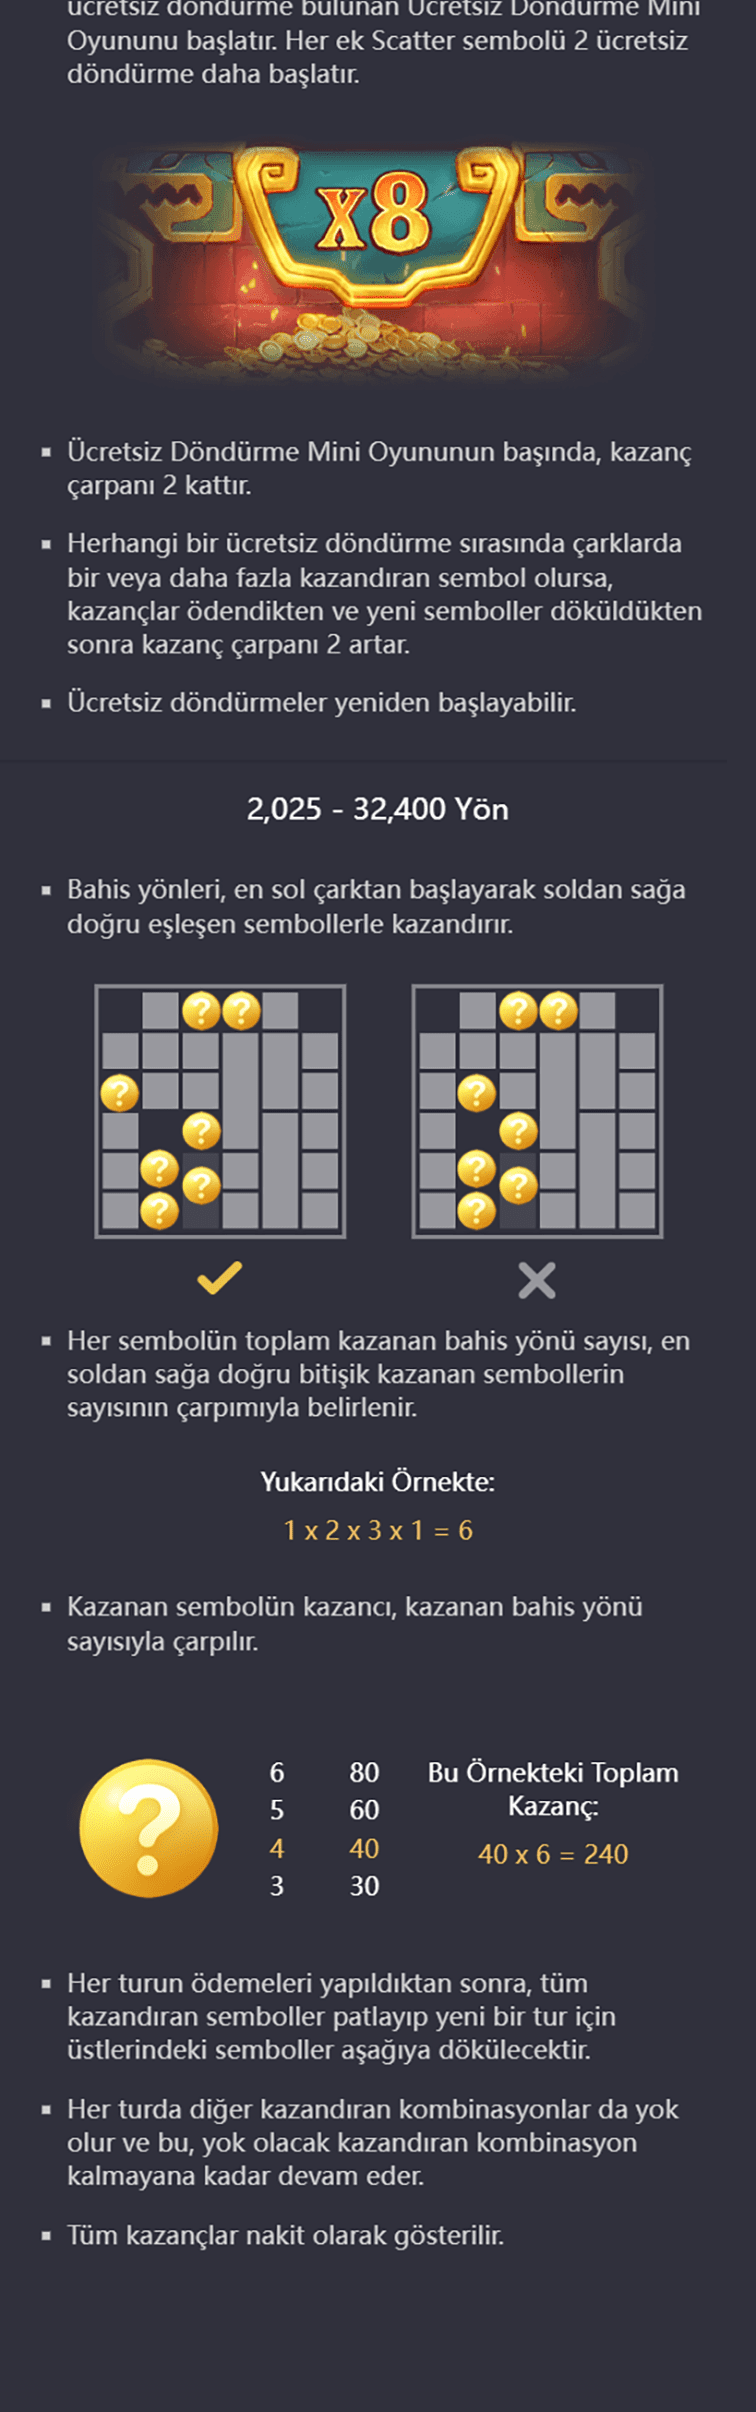 ücretsiz döndürme bulunan Ücretsiz Döndürme Mini
Oyununu başlatır. Her ek Scatter sembolü 2 ücretsiz
döndürme daha başlatır.
x8
Ücretsiz Döndürme Mini Oyununun başında, kazanç
çarpanı 2 kattır.
Herhangi bir ücretsiz döndürme sırasında çarklarda
bir veya daha fazla kazandıran sembol olursa,
kazançlar ödendikten ve yeni semboller döküldükten
sonra kazanç çarpanı 2 artar.
Ücretsiz döndürmeler yeniden başlayabilir.
2,025 - 32,400 Yön
Bahis yönleri, en sol çarktan başlayarak soldan sağa
doğru eşleşen sembollerle kazandırır.
? ? ? ?
? ?
? ?
? ?
? ? ? ?
Her sembolün toplam kazanan bahis yönü sayısı, en
soldan sağa doğru bitişik kazanan sembollerin
sayısının çarpımıyla belirlenir.
Yukarıdaki Örnekte:
1 x 2 x 3 x 1 = 6
Kazanan sembolün kazancı, kazanan bahis yönü
sayısıyla çarpılır.
?
6 80
5 60
4 40
3 30
Bu Örnekteki Toplam
Kazanç:
40 x 6 = 240
Her turun ödemeleri yapıldıktan sonra, tüm
kazandıran semboller patlayıp yeni bir tur için
üstlerindeki semboller aşağıya dökülecektir.
Her turda diğer kazandıran kombinasyonlar da yok
olur ve bu, yok olacak kazandıran kombinasyon
kalmayana kadar devam eder.
Tüm kazançlar nakit olarak gösterilir.